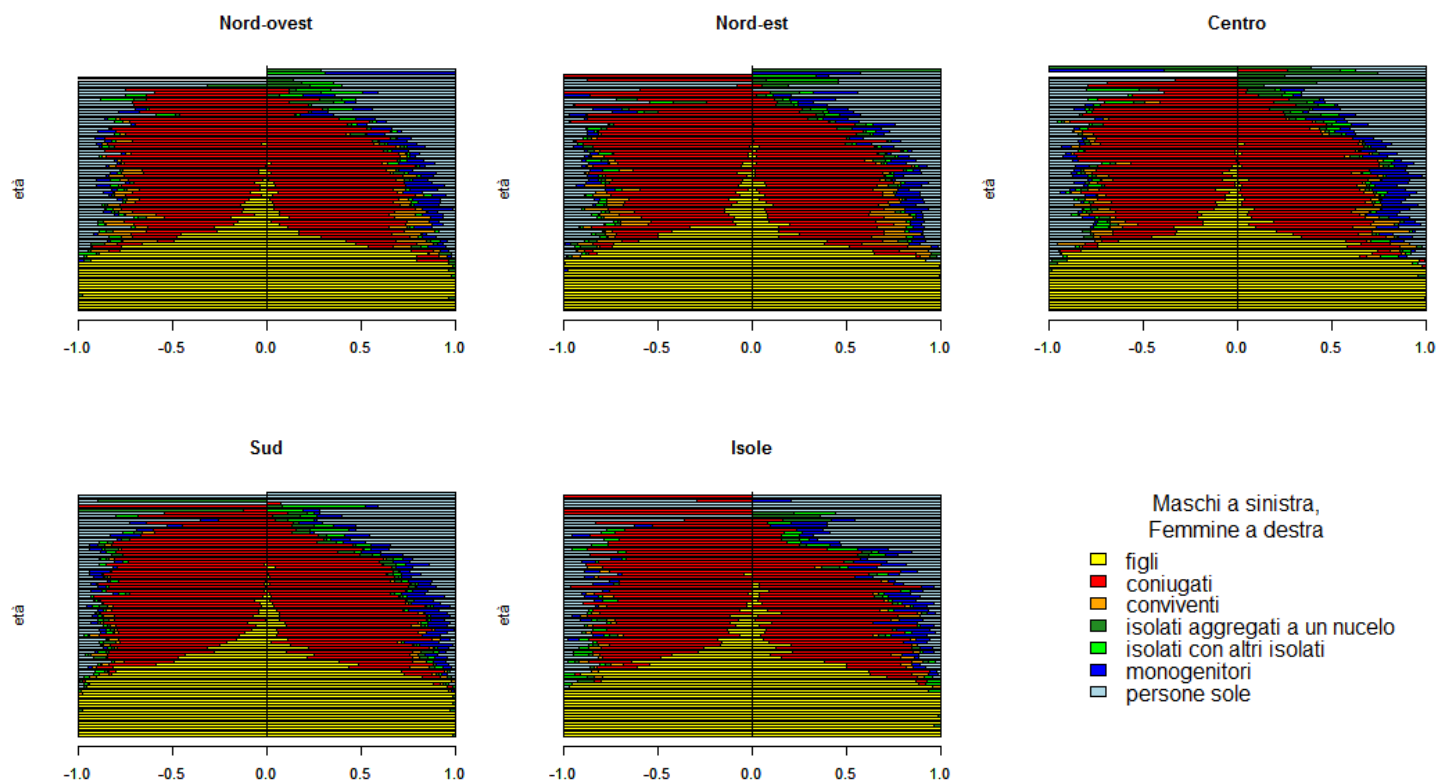 Nord-ovest
Nord-est
Centro
età
età
età
-1.0 -0.5 0.0 0.5 1.0
-1.0 -0.5 0.0 0.5 1.0
-1.0 -0.5 0.0 0.5 1.0
Sud
Isole
età
età
-1.0 -0.5 0.0 0.5 1.0
-1.0 -0.5 0.0 0.5 1.0
Maschi a sinistra,
Femmine a destra
figli
coniugati
conviventi
isolati aggregati a un nucelo
isolati con altri isolati
monogenitori
persone sole